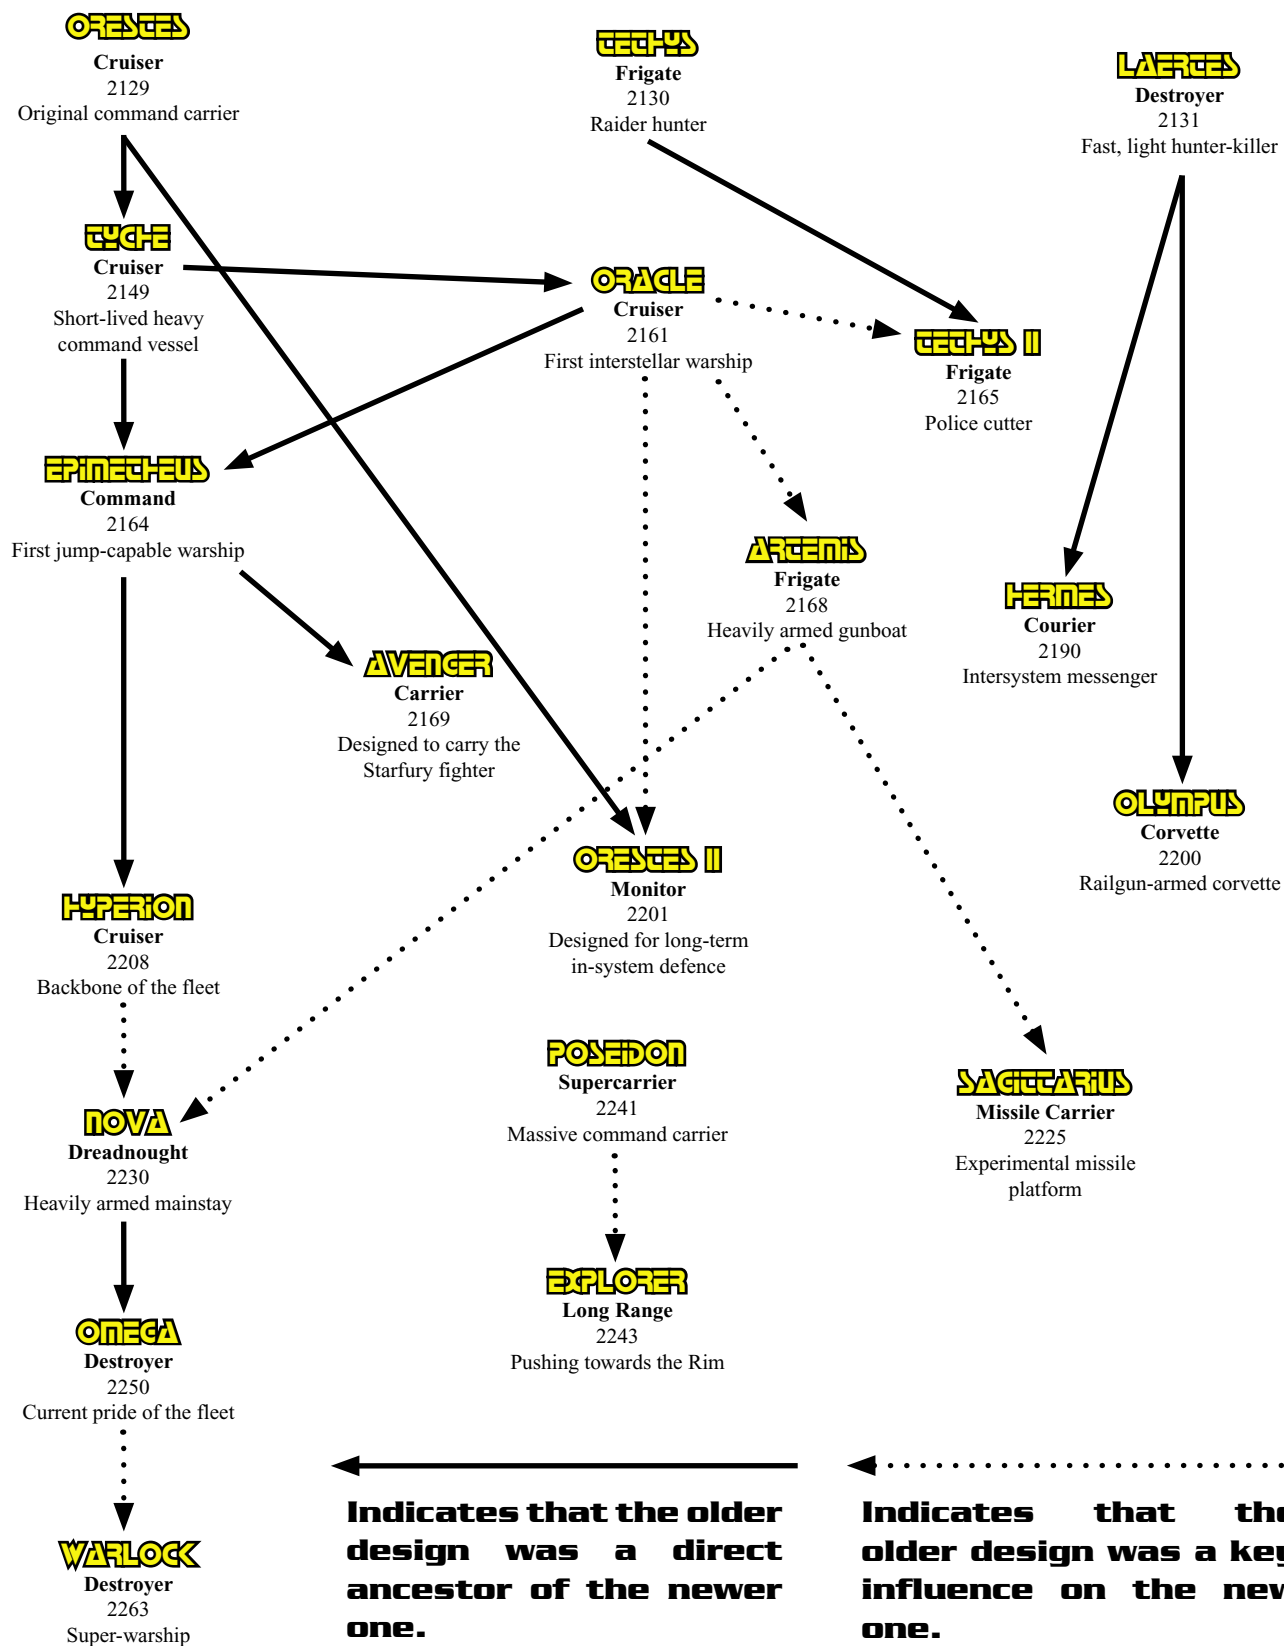 ORESTES
Cruiser
2129
Original command carrier
TETHYS
Frigate
2130
Raider hunter
LAERTES
Destroyer
2131
Fast, light hunter-killer
TYCHE
Cruiser
2149
Short-lived heavy
command vessel
ORACLE
Cruiser
2161
First interstellar warship
TETHYS II
Frigate
2165
Police cutter
EPIMETHEUS
Command
2164
First jump-capable warship
ARTEMIS
Frigate
2168
Heavily armed gunboat
HERMES
Courier
2190
Intersystem messenger
AVENGER
Carrier
2169
Designed to carry the
Starfury fighter
OLYMPUS
Corvette
2200
Railgun-armed corvette
ORESTES II
Monitor
2201
Designed for long-term
in-system defence
HYPERION
Cruiser
2208
Backbone of the fleet
POSEIDON
Supercarrier
2241
Massive command carrier
SAGITTARIUS
Missile Carrier
2225
Experimental missile
platform
NOVA
Dreadnought
2230
Heavily armed mainstay
EXPLORER
Long Range
2243
Pushing towards the Rim
OMEGA
Destroyer
2250
Current pride of the fleet
WARLOCK
Destroyer
2263
Super-warship
Indicates that the older
design was a direct
ancestor of the newer
one.
Indicates that the
older design was a key
influence on the new
one.